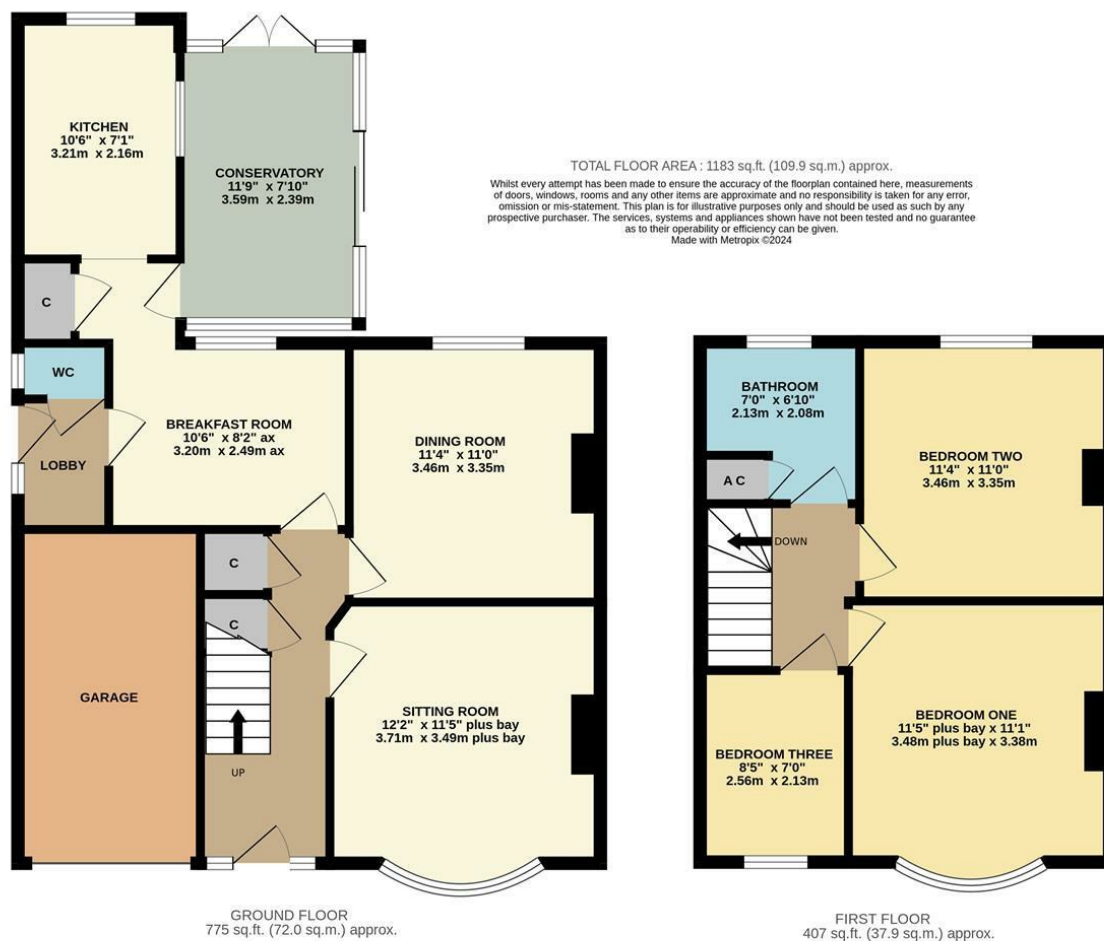 KITCHEN
10'6" x 7'1"
3.21m x 2.16m
CONSERVATORY
11'9" x 7'10"
3.59m x 2.39m
TOTAL FLOOR AREA : 1183 sq.ft. (109.9 sq.m.) approx.
Whilst every attempt has been made to ensure the accuracy of the floorplan contained here, measurements
of doors, windows, rooms and any other items are approximate and no responsibility is taken for any error,
omission or mis-statement. This plan is for illustrative purposes only and should be used as such by any
prospective purchaser. The services, systems and appliances shown have not been tested and no guarantee
as to their operability or efficiency can be given.
Made with Metropix ©2024
C
WC
LOBBY
BREAKFAST ROOM
10'6" x 8'2" ax
3.20m x 2.49m ax
DINING ROOM
11'4" x 11'0"
3.46m x 3.35m
C
C
GARAGE
UP
SITTING ROOM
12'2" x 11'5" plus bay
3.71m x 3.49m plus bay
GROUND FLOOR
775 sq.ft. (72.0 sq.m.) approx.
BATHROOM
7'0" x 6'10"
2.13m x 2.08m
A C
BEDROOM TWO
11'4" x 11'0"
3.46m x 3.35m
DOWN
BEDROOM ONE
11'5" plus bay x 11'1"
3.48m plus bay x 3.38m
BEDROOM THREE
8'5" x 7'0"
2.56m x 2.13m
FIRST FLOOR
407 sq.ft. (37.9 sq.m.) approx.